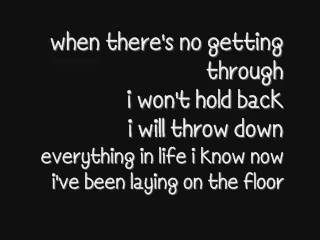 when there's no getting
through
i won't hold back
i will throw down
everything in life i know now
i've been laying on the floor